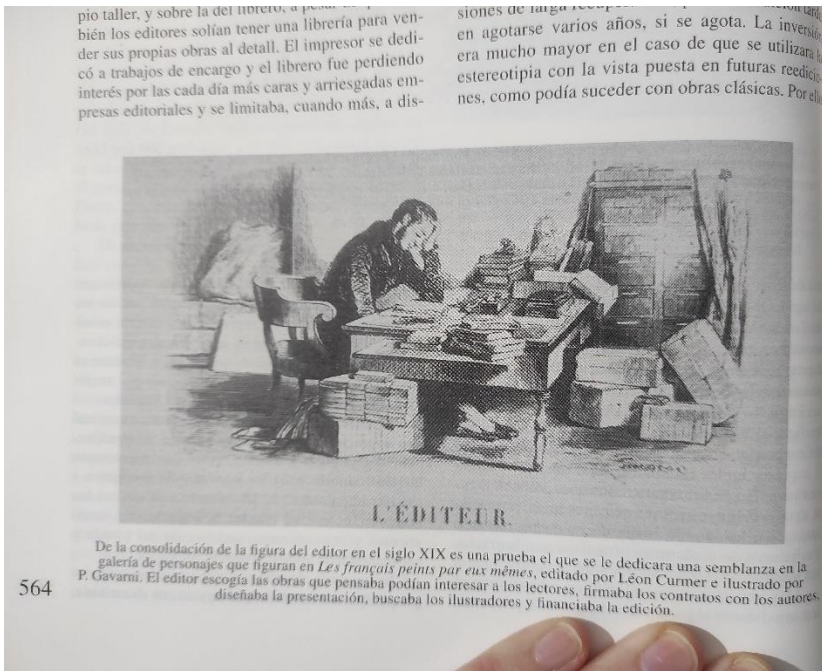 pio taller, y sobre la del librero, a
bién los editores solían tener una librería para ven-
der sus propias obras al detall. El impresor se dedi-
có a trabajos de encargo y el librero fue perdiendo
interés por las cada día más caras y arriesgadas em-
presas editoriales y se limitaba, cuando más, a dis-
siones de larga
en agotarse varios años, si se agota. La inversión
era mucho mayor en el caso de que se utilizara
estereotipia con la vista puesta en futuras reedicio-
nes, como podía suceder con obras clásicas. Por
L'ÉDITEUR.
De la consolidación de la figura del editor en el siglo XIX es una prueba el que se le dedicara una semblanza en la
galería de personajes que figuran en Les français peints par eux mêmes, editado por Léon Curmer e ilustrado por
P. Gavarni. El editor escogía las obras que pensaba podían interesar a los lectores, firmaba los contratos con los autores,
diseñaba la presentación, buscaba los ilustradores y financiaba la edición.
564